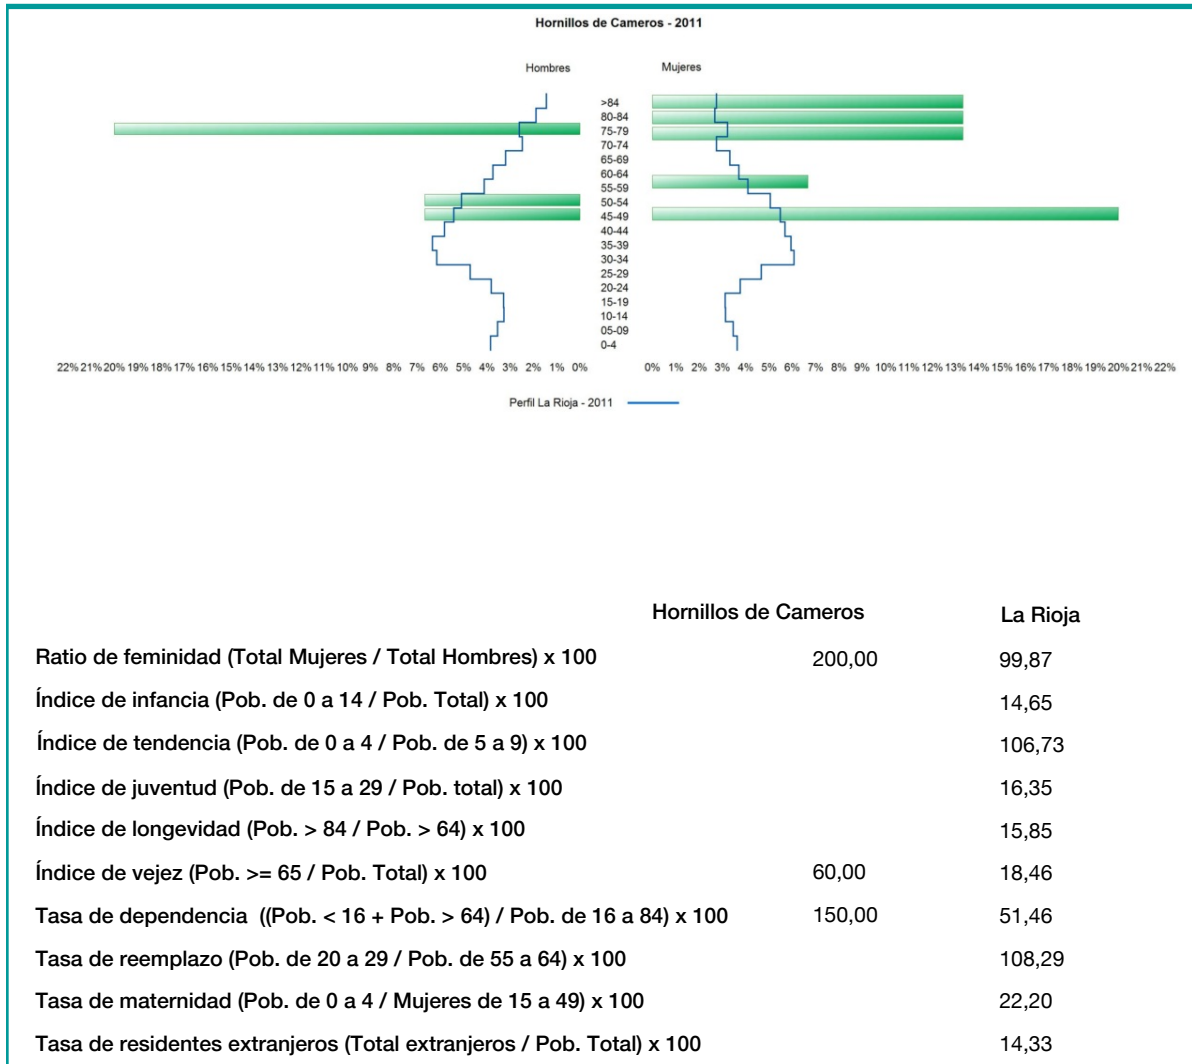 Hornillos de Cameros - 2011
Hombres
Mujeres
>84
80-84
75-79
70-74
65-69
60-64
55-59
50-54
45-49
40-44
35-39
30-34
25-29
20-24
15-19
10-14
05-09
0-4
22% 21% 20% 19% 18% 17% 16% 15% 14% 13% 12% 11% 10% 9% 8% 7% 6% 5% 4% 3% 2% 1% 0%
0% 1% 2% 3% 4% 5% 6% 7% 8% 9% 10% 11% 12% 13% 14% 15% 16% 17% 18% 19% 20% 21% 22%
Perfil La Rioja - 2011
Hornillos de Cameros La Rioja
Ratio de feminidad (Total Mujeres / Total Hombres) x 100 200,00 99,87
Índice de infancia (Pob. de 0 a 14 / Pob. Total) x 100 14,65
Índice de tendencia (Pob. de 0 a 4 / Pob. de 5 a 9) x 100 106,73
Índice de juventud (Pob. de 15 a 29 / Pob. total) x 100 16,35
Índice de longevidad (Pob. > 84 / Pob. > 64) x 100 15,85
Índice de vejez (Pob. >= 65 / Pob. Total) x 100 60,00 18,46
Tasa de dependencia ((Pob. < 16 + Pob. > 64) / Pob. de 16 a 84) x 100 150,00 51,46
Tasa de reemplazo (Pob. de 20 a 29 / Pob. de 55 a 64) x 100 108,29
Tasa de maternidad (Pob. de 0 a 4 / Mujeres de 15 a 49) x 100 22,20
Tasa de residentes extranjeros (Total extranjeros / Pob. Total) x 100 14,33